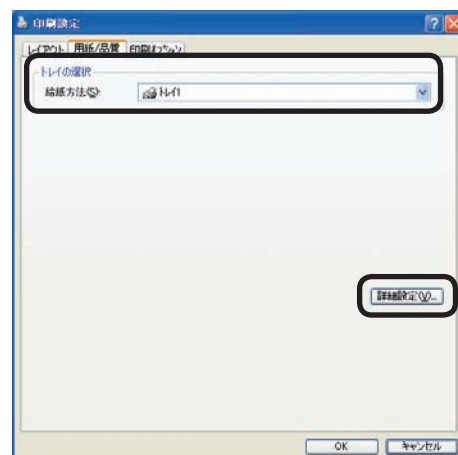 印刷設定
レイアウト 用紙/品質 印刷オプション
トレイの選択
給紙方法(S): トレイ1
詳細設定(V)...
OK キャンセル